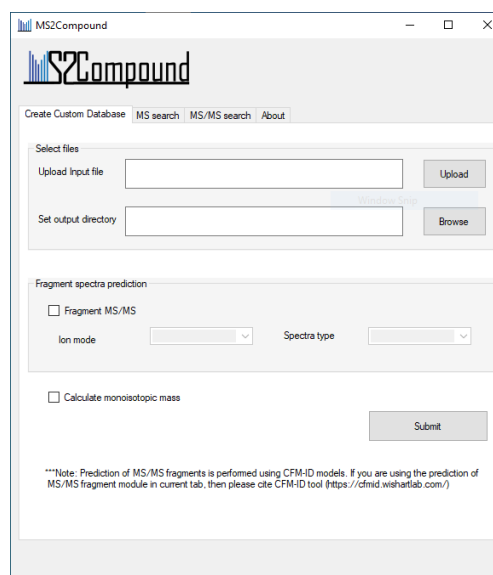 MS2Compound
MS2Compound
Create Custom Database MS search MS/MS search About
Select files
Upload Input file Upload
Window Snip
Set output directory Browse
Fragment spectra prediction
Fragment MS/MS
Ion mode Spectra type
Calculate monoisotopic mass
Submit
***Note: Prediction of MS/MS fragments is performed using CFM-ID models. If you are using the prediction of
MS/MS fragment module in current tab, then please cite CFM-ID tool (https://cfmid.wishartlab.com/)